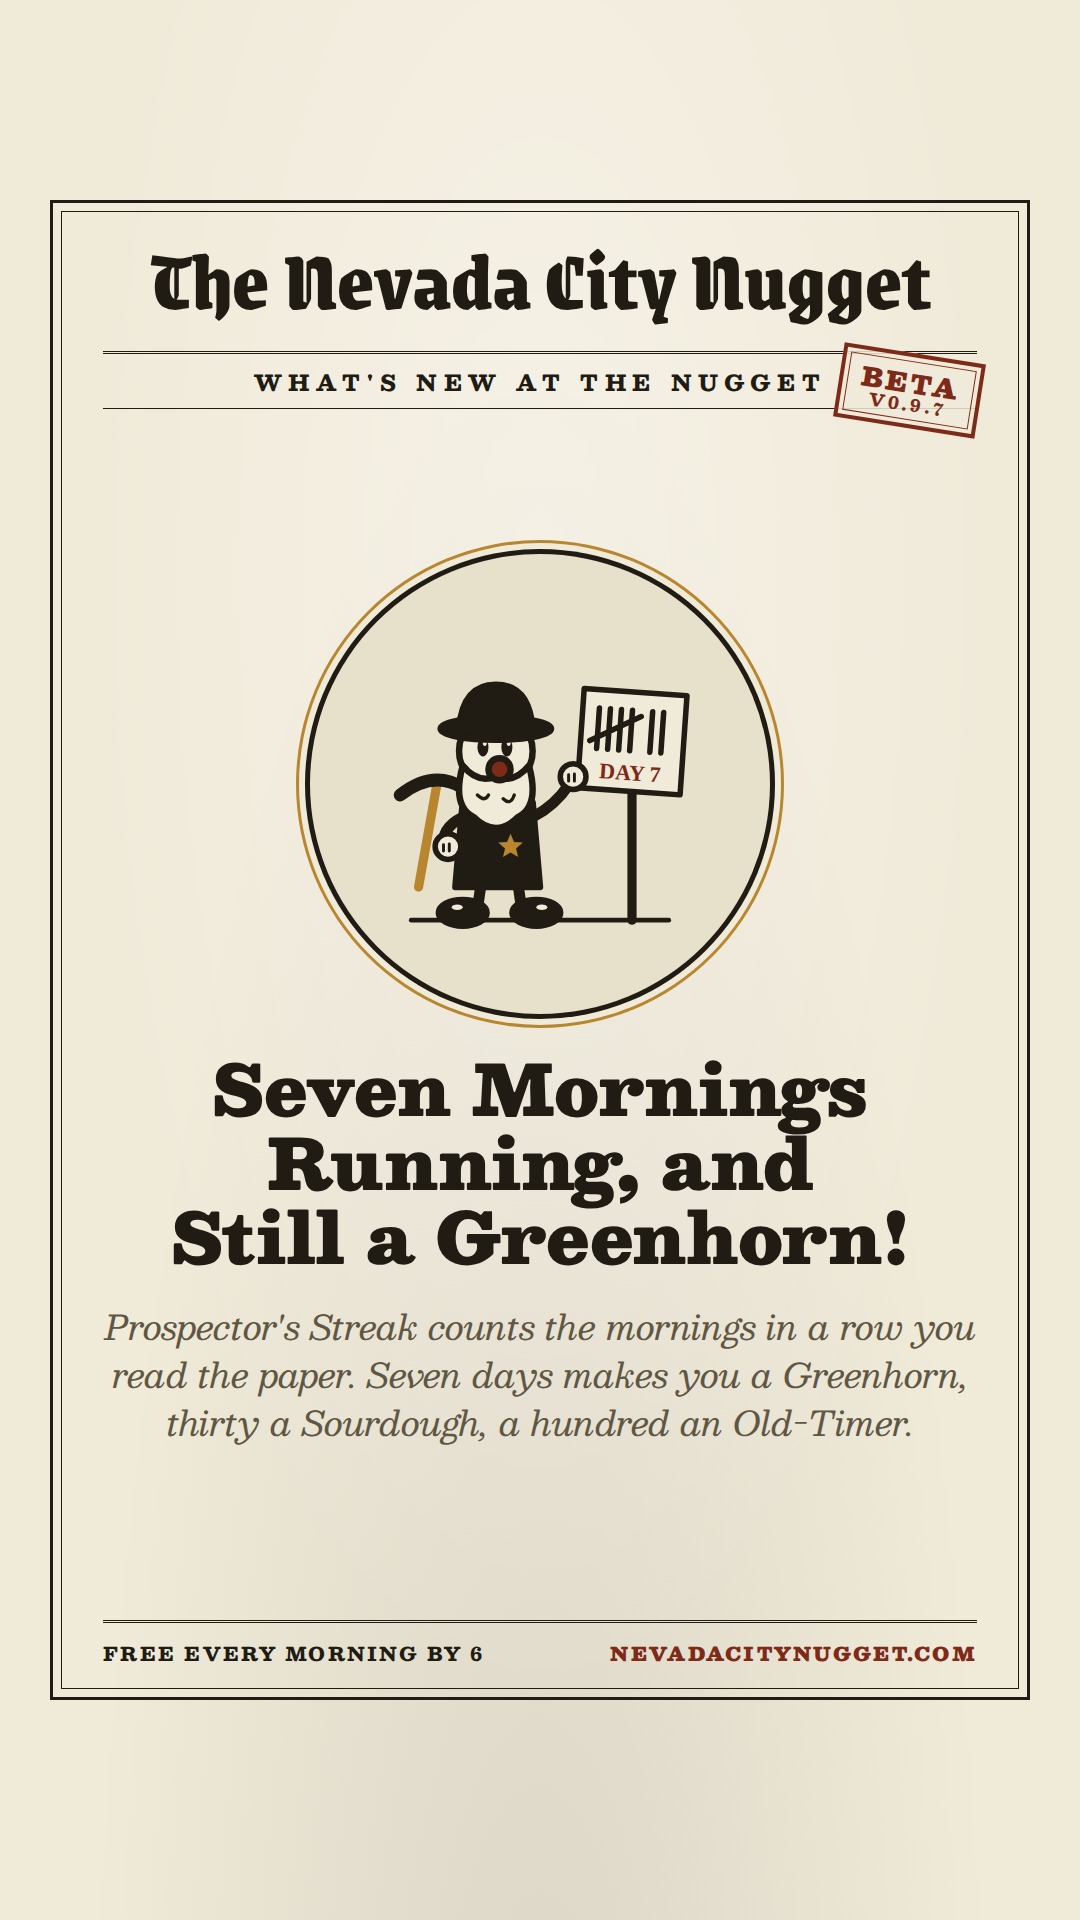 The Nevada City Nugget
WHAT'S NEW AT THE NUGGET
BETA
V0.9.7
DAY 7
Seven Mornings
Running, and
Still a Greenhorn!
Prospector's Streak counts the mornings in a row you
read the paper. Seven days makes you a Greenhorn,
thirty a Sourdough, a hundred an Old-Timer.
FREE EVERY MORNING BY 6
NEVADACITYNUGGET.COM